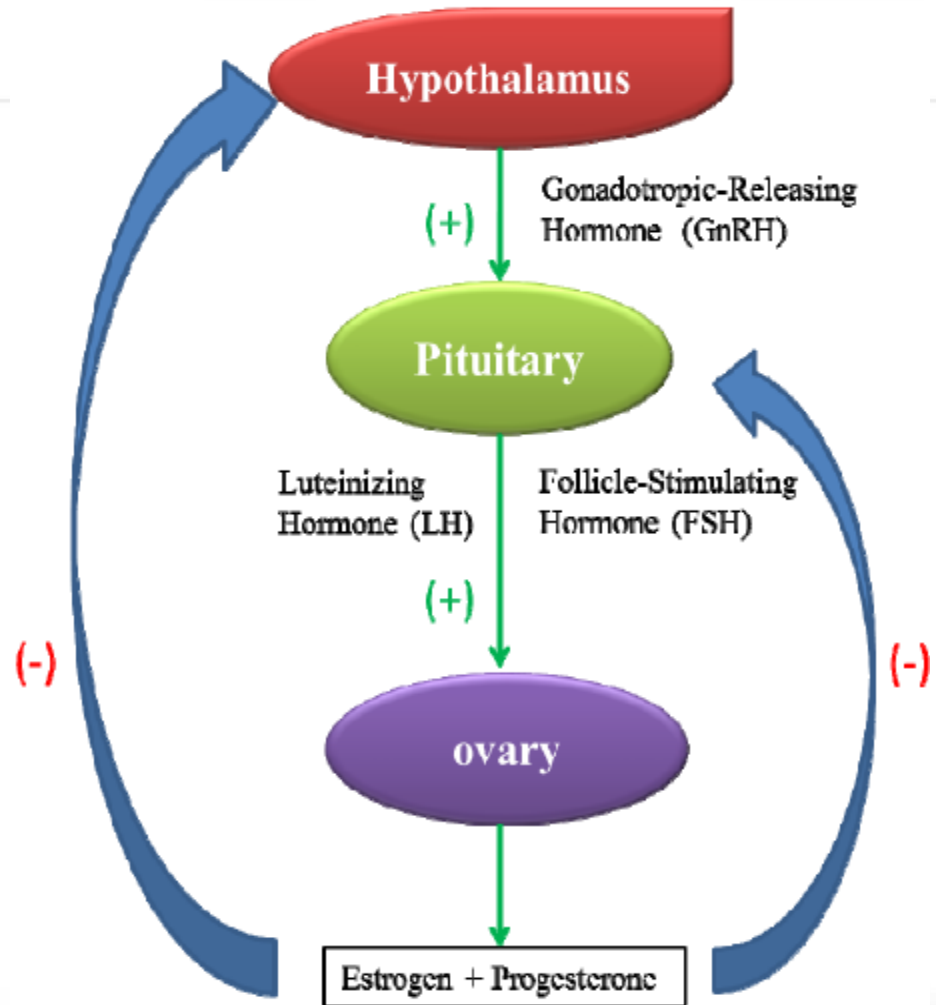 Hypothalamus
(+)
Gonadotropic-Releasing
Hormone (GnRH)
Pituitary
Luteinizing
Hormone (LH)
Follicle-Stimulating
Hormone (FSH)
(+)
(-)
(-)
ovary
Estrogen + Progesterone